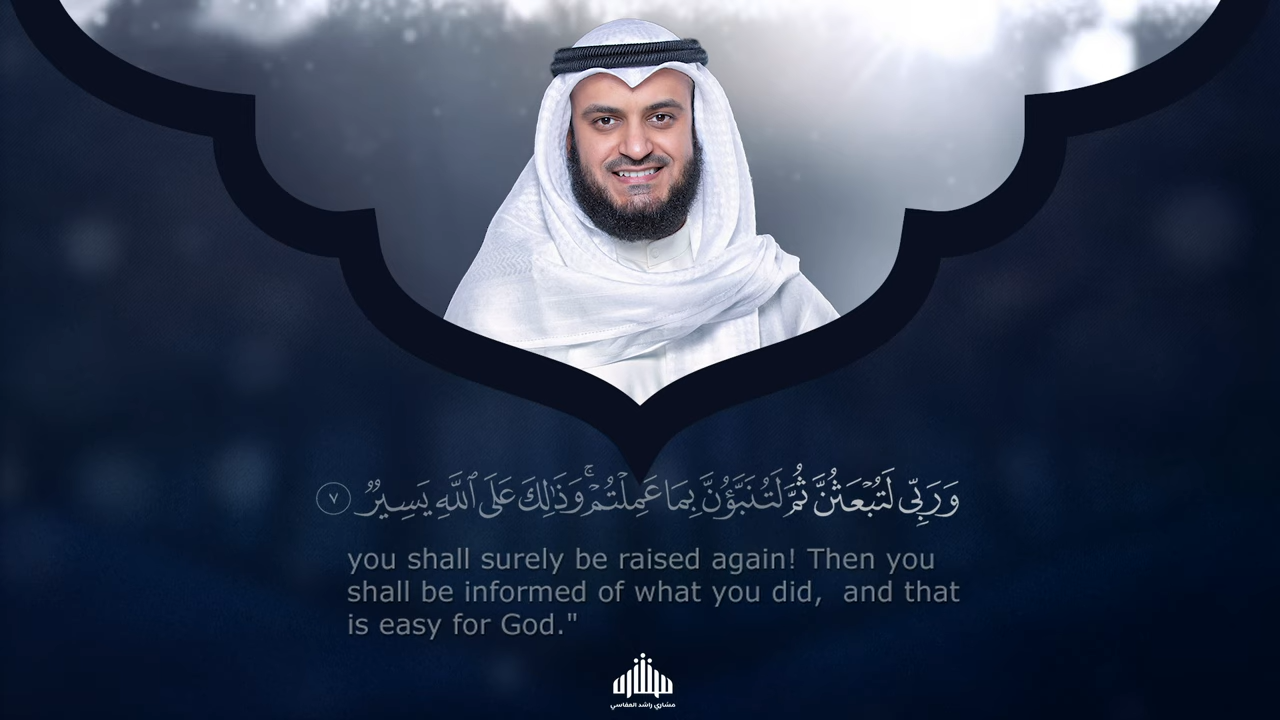 وَرَبِّى لَتُبْعَثُنَّ ثُمَّ لَتُنَبَّؤُنَّ بِمَا عَمِلْتُمْ ۚ وَذَٰلِكَ عَلَى ٱللَّهِ يَسِيرٌ ٧
you shall surely be raised again! Then you
shall be informed of what you did,  and that
is easy for God."
مشاري راشد العفاسي